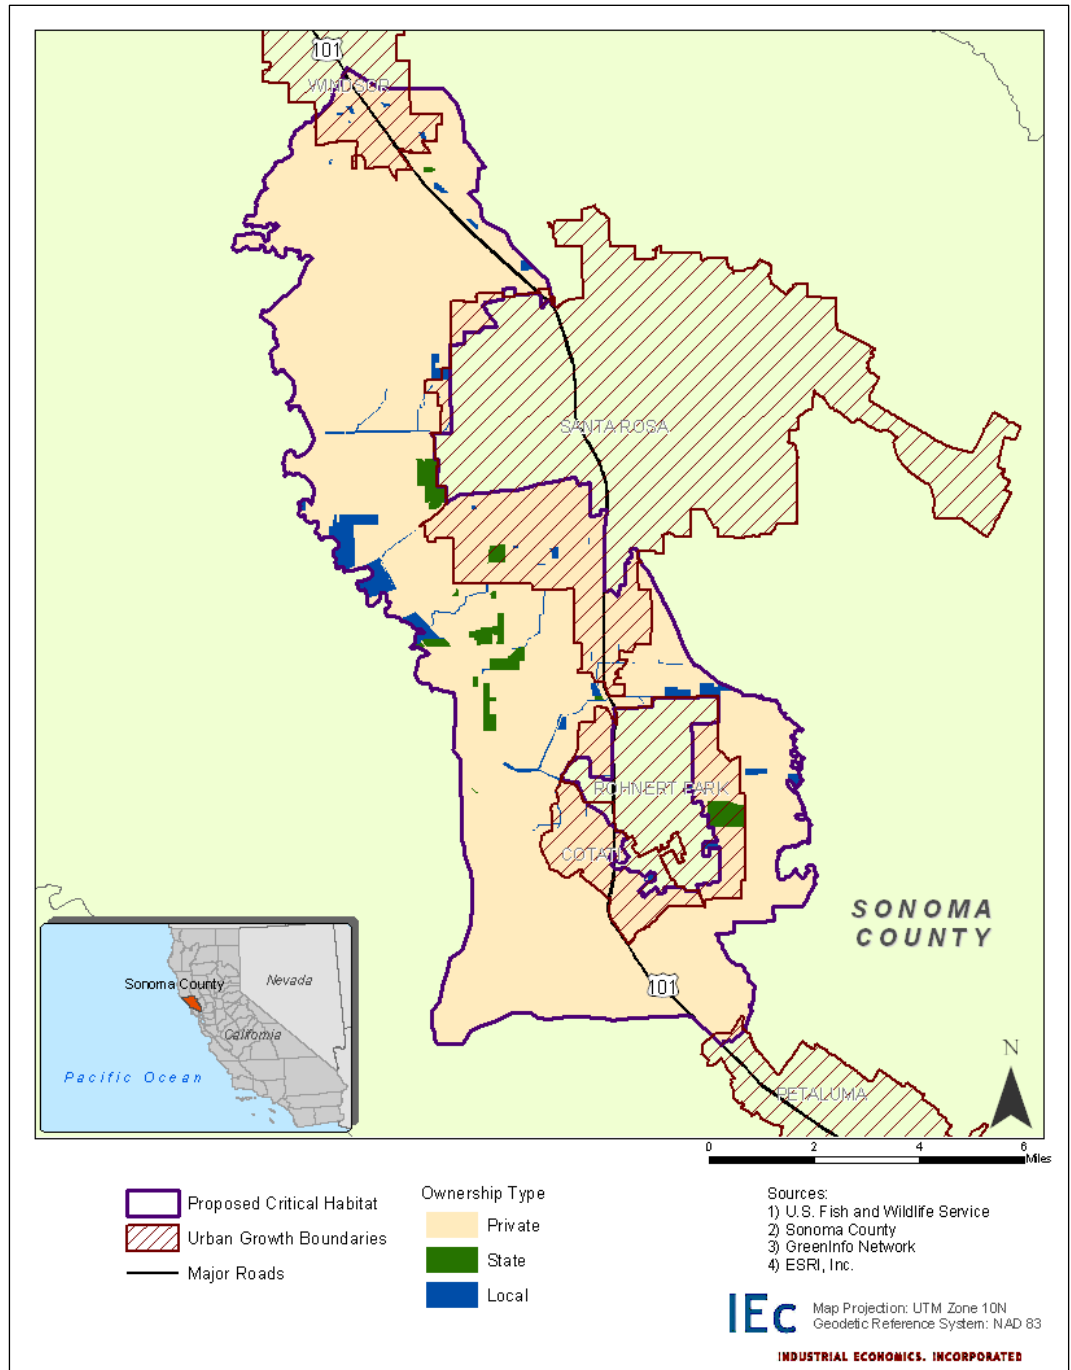 101
WINDSOR
SANTA ROSA
ROHNERT PARK
COTATI
SONOMA
COUNTY
101
PETALUMA
Sonoma County
Nevada
California
Pacific Ocean
N
0 2 4 6
Miles
Proposed Critical Habitat
Urban Growth Boundaries
Major Roads
Ownership Type
Private
State
Local
Sources:
1) U.S. Fish and Wildlife Service
2) Sonoma County
3) GreenInfo Network
4) ESRI, Inc.
IEc
Map Projection: UTM Zone 10N
Geodetic Reference System: NAD 83
INDUSTRIAL ECONOMICS, INCORPORATED